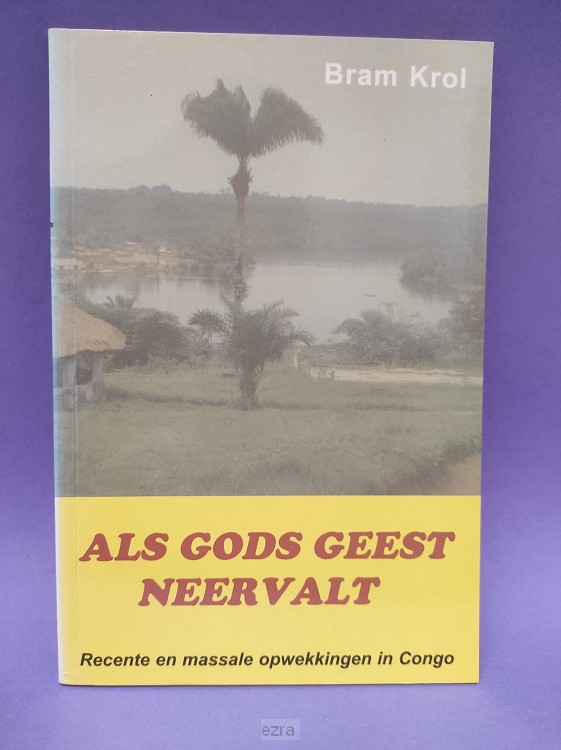 Bram Krol
ALS GODS GEEST
NEERVALT
Recente en massale opwekkingen in Congo
ezra